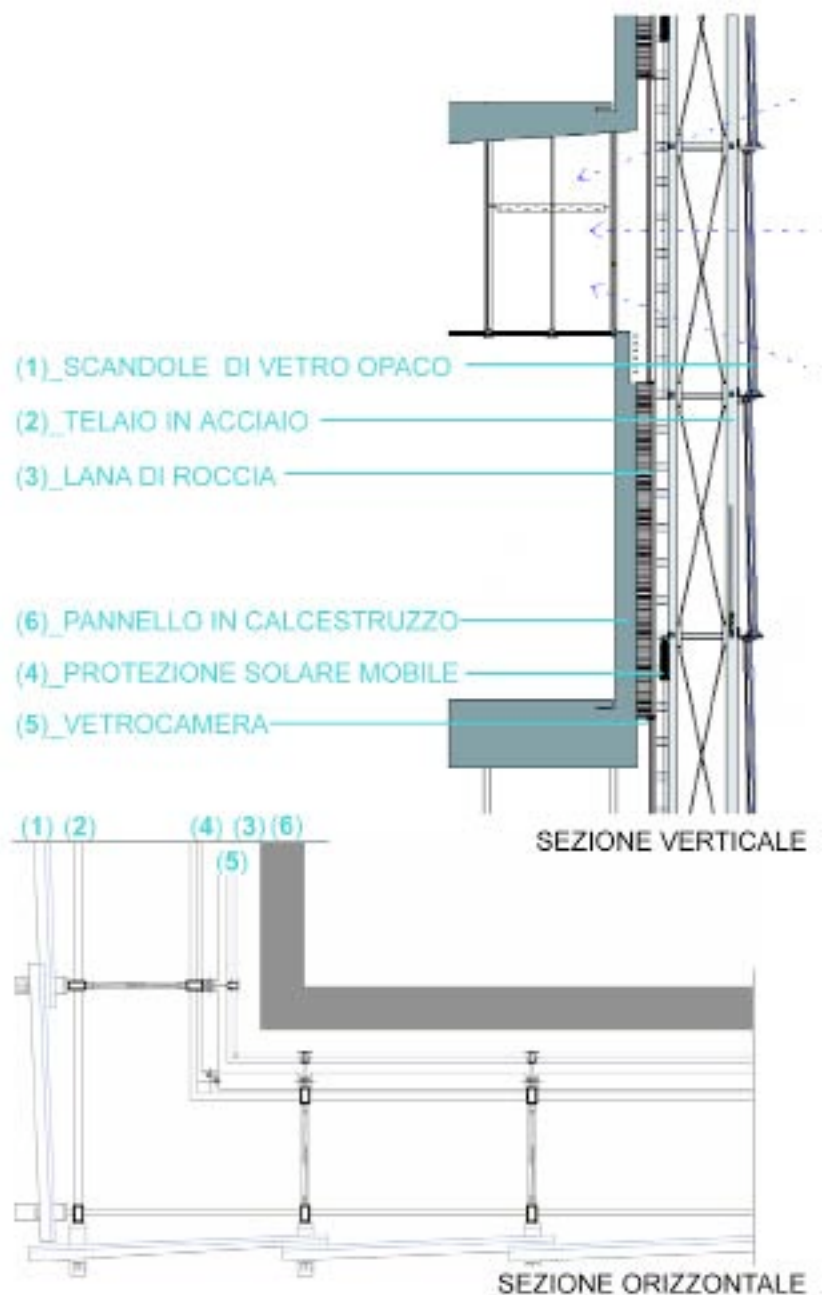 (1)_SCANDOLE DI VETRO OPACO
(2)_TELAIO IN ACCIAIO
(3)_LANA DI ROCCIA
(6)_PANNELLO IN CALCESTRUZZO
(4)_PROTEZIONE SOLARE MOBILE
(5)_VETROCAMERA
SEZIONE VERTICALE
(1) (2) (4) (3) (6)
(5)
SEZIONE ORIZZONTALE